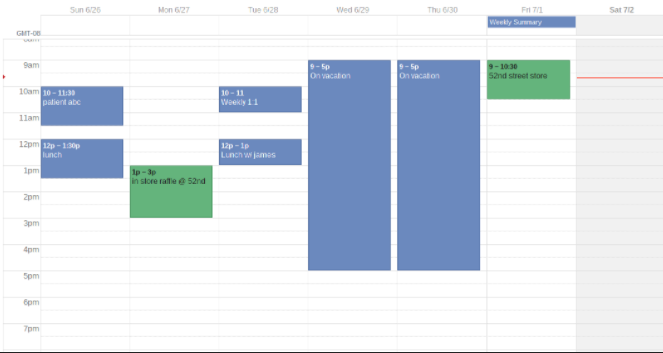 Sun 6/26 Mon 6/27 Tue 6/28 Wed 6/29 Thu 6/30 Fri 7/1 Sat 7/2
Weekly Summary
GMT-08
9am
10am
11am
12pm
1pm
2pm
3pm
4pm
5pm
6pm
7pm
10 – 11:30
patient abc
12p – 1:30p
lunch
1p – 3p
in store raffle @ 52nd
10 – 11
Weekly 1:1
12p – 1p
Lunch w/ james
9 – 5p
On vacation
9 – 5p
On vacation
9 – 10:30
52nd street store